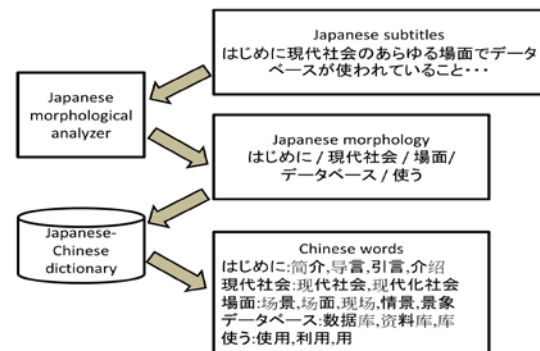 Japanese subtitles
はじめに現代社会のあらゆる場面でデータ
ベースが使われていること・・・
Japanese
morphological
analyzer
Japanese morphology
はじめに / 現代社会 / 場面/
データベース / 使う
Japanese-
Chinese
dictionary
Chinese words
はじめに:简介,导言,引言,介绍
現代社会:现代社会,现代化社会
場面:场景,场面,现场,情景,景象
データベース:数据库,资料库,库
使う:使用,利用,用